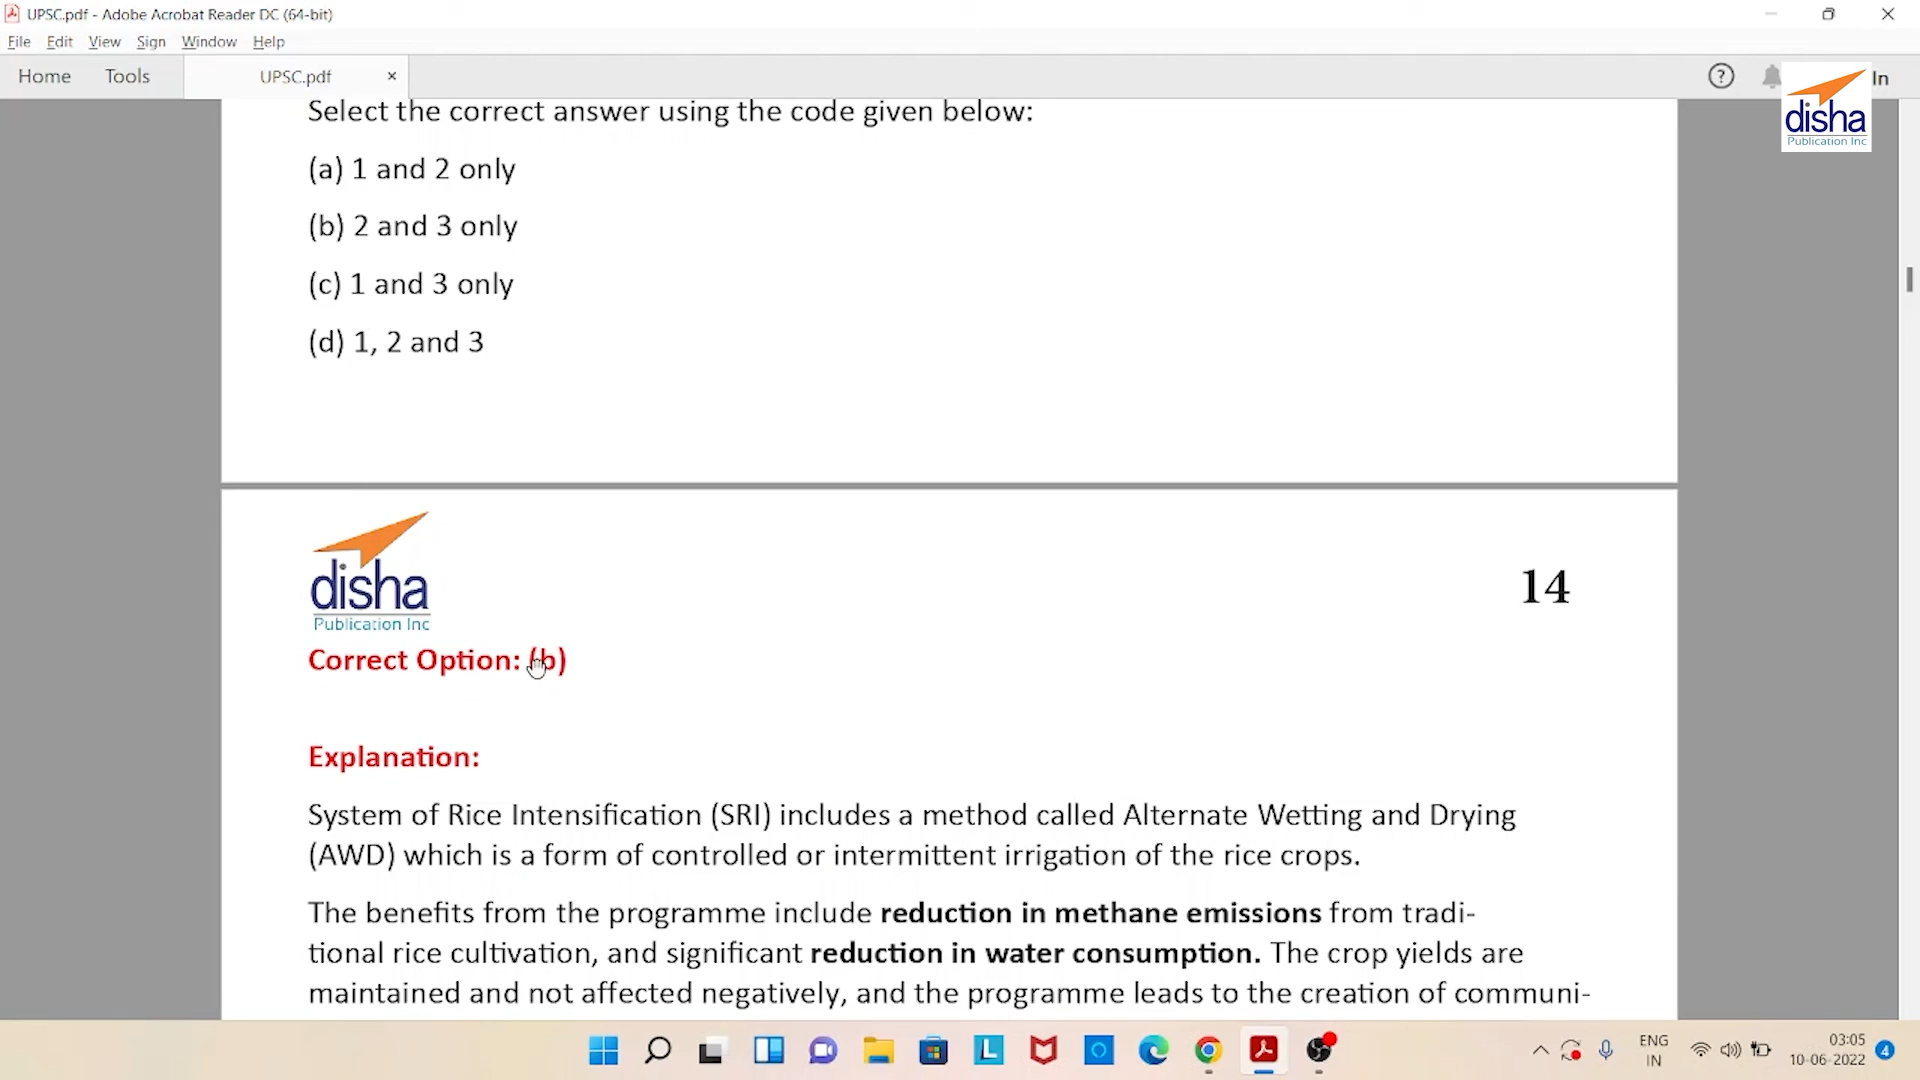 UPSC.pdf - Adobe Acrobat Reader DC (64-bit)
File Edit View Sign Window Help
Home Tools UPSC.pdf In
disha
Publication Inc
Select the correct answer using the code given below:
(a) 1 and 2 only
(b) 2 and 3 only
(c) 1 and 3 only
(d) 1, 2 and 3
disha
Publication Inc
14
Correct Option: (b)
Explanation:
System of Rice Intensification (SRI) includes a method called Alternate Wetting and Drying
(AWD) which is a form of controlled or intermittent irrigation of the rice crops.
The benefits from the programme include reduction in methane emissions from tradi-
tional rice cultivation, and significant reduction in water consumption. The crop yields are
maintained and not affected negatively, and the programme leads to the creation of communi-
ENG
IN
03:05
10-06-2022
4